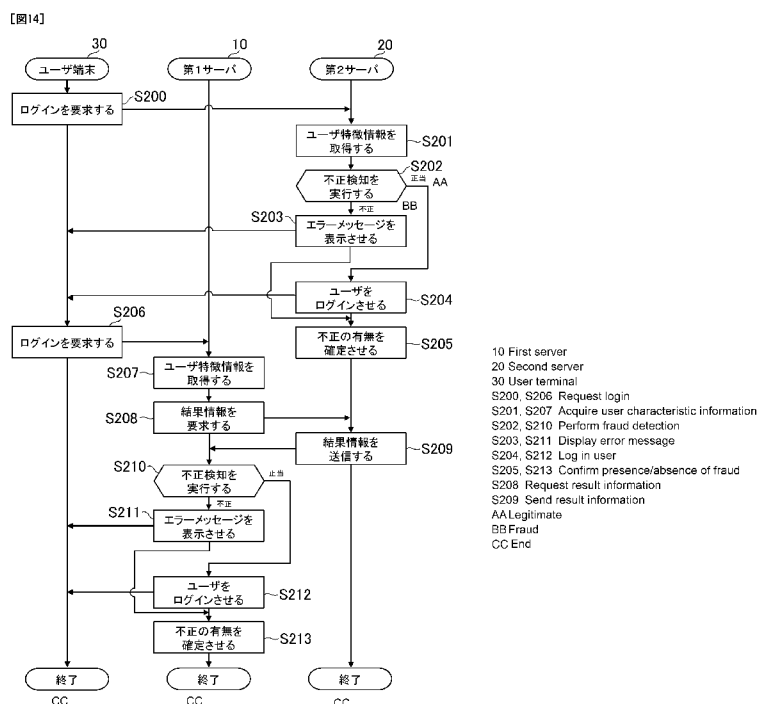 [図14]
30
10
20
ユーザ端末
第1サーバ
第2サーバ
S200
ログインを要求する
S201
ユーザ特徴情報を
取得する
S202
不正検知を
実行する
正当
AA
不正
BB
S203
エラーメッセージを
表示させる
ユーザを
ログインさせる
S204
S206
ログインを要求する
不正の有無を
確定させる
S205
S207
ユーザ特徴情報を
取得する
S208
結果情報を
要求する
結果情報を
送信する
S209
S210
不正検知を
実行する
正当
不正
S211
エラーメッセージを
表示させる
ユーザを
ログインさせる
S212
不正の有無を
確定させる
S213
終了
終了
終了
CC
CC
CC
10 First server
20 Second server
30 User terminal
S200, S206 Request login
S201, S207 Acquire user characteristic information
S202, S210 Perform fraud detection
S203, S211 Display error message
S204, S212 Log in user
S205, S213 Confirm presence/absence of fraud
S208 Request result information
S209 Send result information
AA Legitimate
BB Fraud
CC End